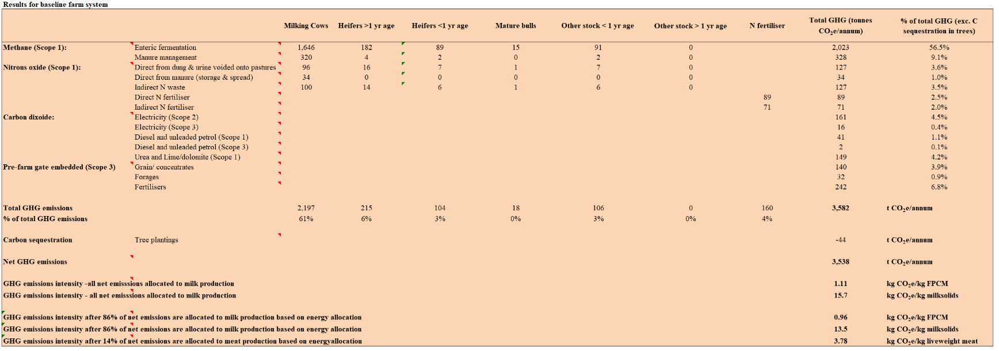 Results for baseline farm system
Milking Cows Heifers >1 yr age Heifers <1 yr age Mature bulls Other stock < 1 yr age Other stock > 1 yr age N fertiliser Total GHG (tonnes CO₂e/annum) % of total GHG (exc. C sequestration in trees)
Methane (Scope 1): Enteric fermentation 1,646 182 89 15 91 0 2,023 56.5%
Manure management 320 4 2 0 2 0 328 9.1%
Nitrous oxide (Scope 1): Direct from dung & urine voided onto pastures 96 16 7 1 7 0 127 3.6%
Direct from manure (storage & spread) 34 0 0 0 0 0 34 1.0%
Indirect N waste 100 14 6 1 6 0 127 3.5%
Direct N fertiliser 89 89 2.5%
Indirect N fertiliser 71 71 2.0%
Carbon dixoide: Electricity (Scope 2) 161 4.5%
Electricity (Scope 3) 16 0.4%
Diesel and unleaded petrol (Scope 1) 41 1.1%
Diesel and unleaded petrol (Scope 3) 2 0.1%
Urea and Lime/dolomite (Scope 1) 149 4.2%
Pre-farm gate embedded (Scope 3) Grain/ concentrates 140 3.9%
Forages 32 0.9%
Fertilisers 242 6.8%
Total GHG emissions 2,197 215 104 18 106 0 160 3,582 t CO₂e/annum
% of total GHG emissions 61% 6% 3% 0% 3% 0% 4%
Carbon sequestration Tree plantings -44 t CO₂e/annum
Net GHG emissions 3,538 t CO₂e/annum
GHG emissions intensity -all net emisssions allocated to milk production 1.11 kg CO₂e/kg FPCM
GHG emissions intensity - all net emisssions allocated to milk production 15.7 kg CO₂e/kg milksolids
GHG emissions intensity after 86% of net emissions are allocated to milk production based on energy allocation 0.96 kg CO₂e/kg FPCM
GHG emissions intensity after 86% of net emissions are allocated to milk production based on energy allocation 13.5 kg CO₂e/kg milksolids
GHG emissions intensity after 14% of net emissions are allocated to meat production based on energyallocation 3.78 kg CO₂e/kg liveweight meat